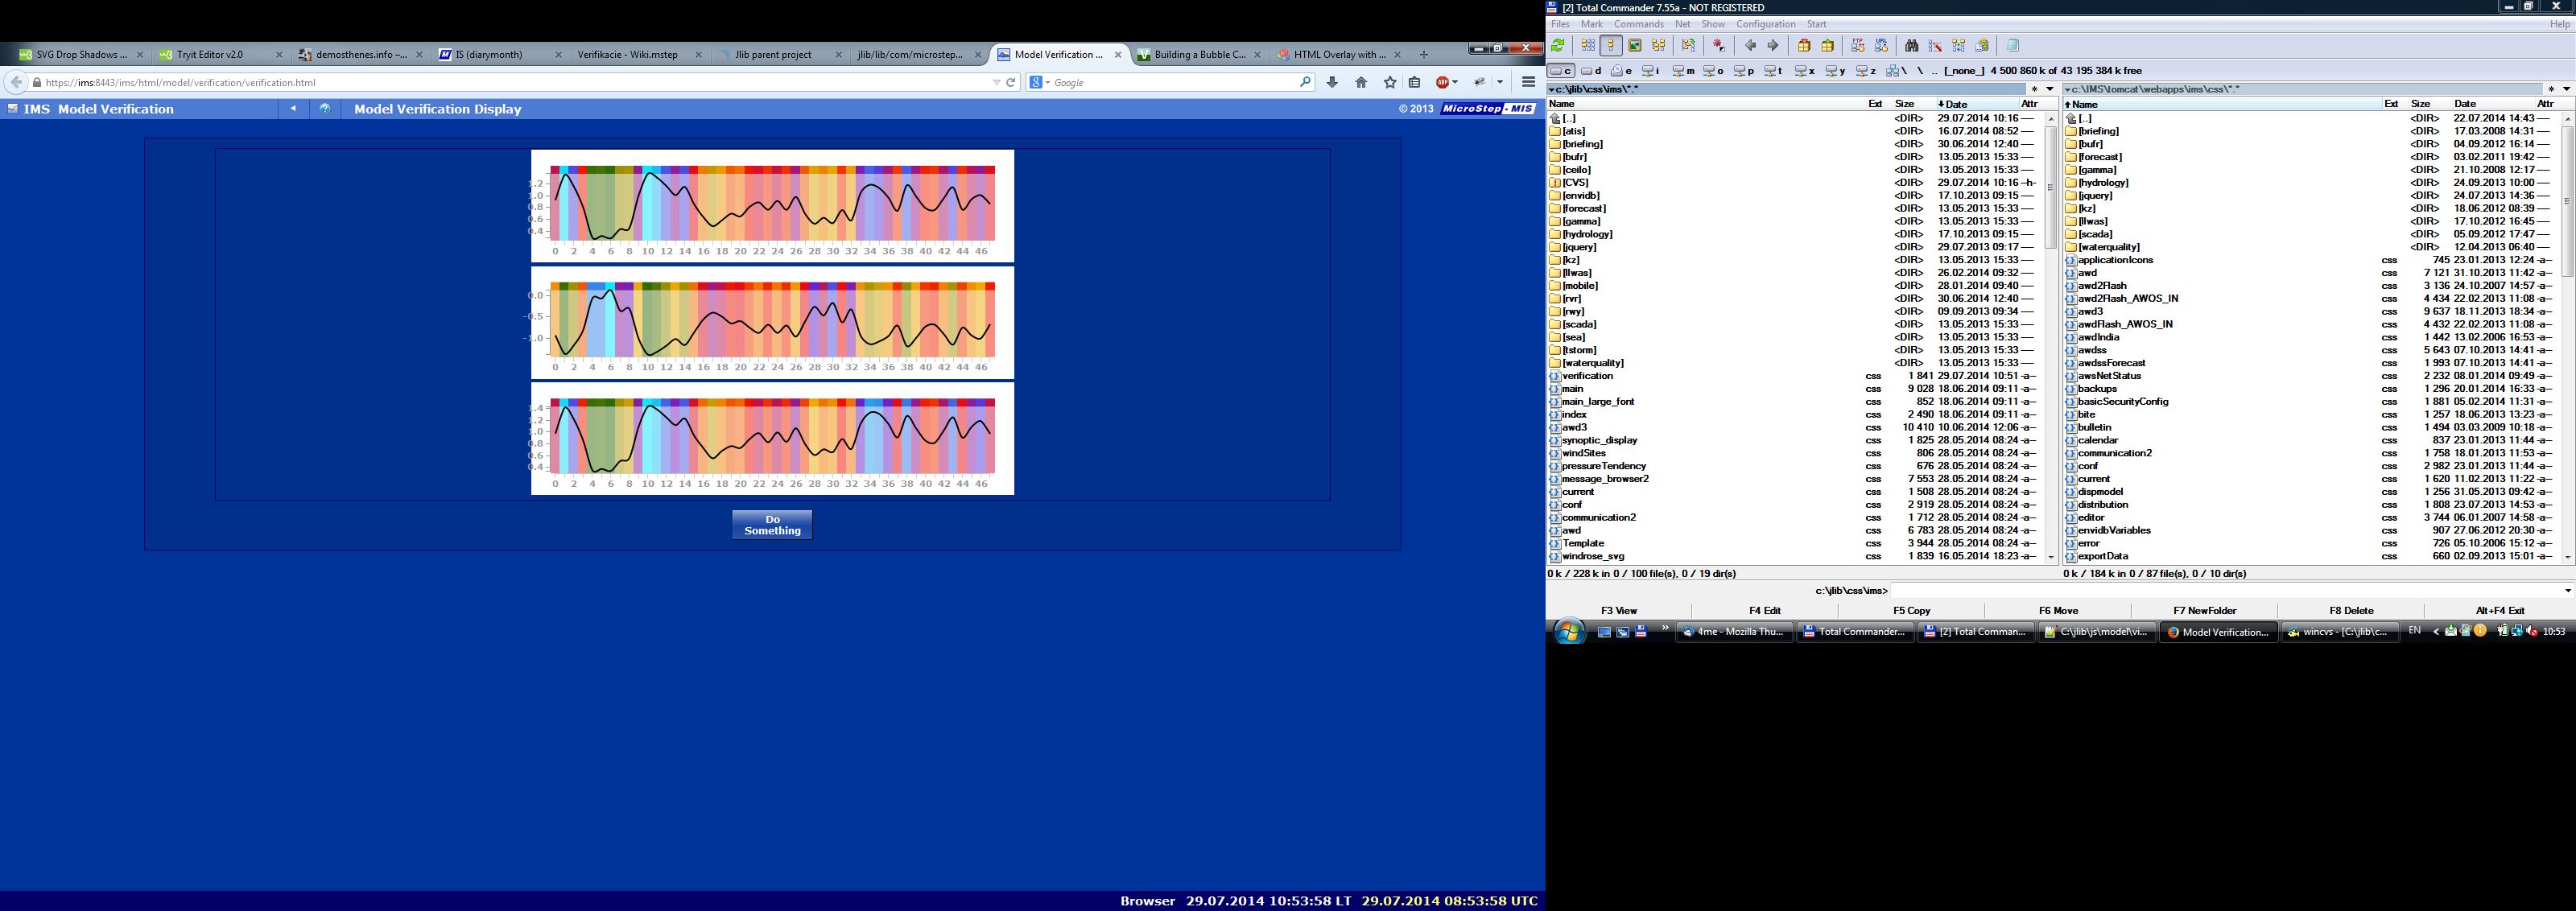 SVG Drop Shadows ... Tryit Editor v2.0 demosthenes.info –... IS (diarymonth) Verifikacie - Wiki.mstep Jlib parent project jlib/lib/com/microstep... Model Verification ... Building a Bubble C... HTML Overlay with ...
https://ims:8443/ims/html/model/verification/verification.html Google
IMS Model Verification Model Verification Display © 2013 MicroStep - MIS
1.2
1.0
0.8
0.6
0.4
0 2 4 6 8 10 12 14 16 18 20 22 24 26 28 30 32 34 36 38 40 42 44 46
0.0
-0.5
-1.0
0 2 4 6 8 10 12 14 16 18 20 22 24 26 28 30 32 34 36 38 40 42 44 46
1.4
1.2
1.0
0.8
0.6
0.4
0 2 4 6 8 10 12 14 16 18 20 22 24 26 28 30 32 34 36 38 40 42 44 46
Do
Something
Browser 29.07.2014 10:53:58 LT 29.07.2014 08:53:58 UTC
[2] Total Commander 7.55a - NOT REGISTERED
Files Mark Commands Net Show Configuration Start Help
c d e i m o p t x y z \ \ .. [_none_] 4 500 860 k of 43 195 384 k free
c:\jlib\css\ims\*.*
Name Ext Size Date Attr
[..] <DIR> 29.07.2014 10:16 ----
[atis] <DIR> 16.07.2014 08:52 ----
[briefing] <DIR> 30.06.2014 12:40 ----
[bufr] <DIR> 13.05.2013 15:33 ----
[ceilo] <DIR> 13.05.2013 15:33 ----
[CVS] <DIR> 29.07.2014 10:16 --h-
[envidb] <DIR> 17.10.2013 09:15 ----
[forecast] <DIR> 13.05.2013 15:33 ----
[gamma] <DIR> 13.05.2013 15:33 ----
[hydrology] <DIR> 17.10.2013 09:15 ----
[jquery] <DIR> 29.07.2013 09:17 ----
[kz] <DIR> 13.05.2013 15:33 ----
[llwas] <DIR> 26.02.2014 09:32 ----
[mobile] <DIR> 28.01.2014 09:40 ----
[rvr] <DIR> 30.06.2014 12:40 ----
[rwy] <DIR> 09.09.2013 09:34 ----
[scada] <DIR> 13.05.2013 15:33 ----
[sea] <DIR> 13.05.2013 15:33 ----
[tstorm] <DIR> 13.05.2013 15:33 ----
[waterquality] <DIR> 13.05.2013 15:33 ----
verification css 1 841 29.07.2014 10:51 -a--
main css 9 028 18.06.2014 09:11 -a--
main_large_font css 852 18.06.2014 09:11 -a--
index css 2 490 18.06.2014 09:11 -a--
awd3 css 10 410 10.06.2014 12:06 -a--
synoptic_display css 1 825 28.05.2014 08:24 -a--
windSites css 806 28.05.2014 08:24 -a--
pressureTendency css 676 28.05.2014 08:24 -a--
message_browser2 css 7 553 28.05.2014 08:24 -a--
current css 1 508 28.05.2014 08:24 -a--
conf css 2 919 28.05.2014 08:24 -a--
communication2 css 1 712 28.05.2014 08:24 -a--
awd css 6 783 28.05.2014 08:24 -a--
Template css 3 944 28.05.2014 08:24 -a--
windrose_svg css 1 839 16.05.2014 18:23 -a--
0 k / 228 k in 0 / 100 file(s), 0 / 19 dir(s)
c:\IMS\tomcat\webapps\ims\css\*.*
Name Ext Size Date Attr
[..] <DIR> 22.07.2014 14:43 ----
[briefing] <DIR> 17.03.2008 14:31 ----
[bufr] <DIR> 04.09.2012 16:14 ----
[forecast] <DIR> 03.02.2011 19:42 ----
[gamma] <DIR> 21.10.2008 12:17 ----
[hydrology] <DIR> 24.09.2013 10:00 ----
[jquery] <DIR> 24.07.2013 14:36 ----
[kz] <DIR> 18.06.2012 08:39 ----
[llwas] <DIR> 17.10.2012 16:45 ----
[scada] <DIR> 05.09.2012 17:47 ----
[waterquality] <DIR> 12.04.2013 06:40 ----
applicationIcons css 745 23.01.2013 12:24 -a--
awd css 7 121 31.10.2013 11:42 -a--
awd2Flash css 3 136 24.10.2007 14:57 -a--
awd2Flash_AWOS_IN css 4 434 22.02.2013 11:08 -a--
awd3 css 9 637 18.11.2013 18:34 -a--
awdFlash_AWOS_IN css 4 432 22.02.2013 11:08 -a--
awdIndia css 1 442 13.02.2006 16:53 -a--
awdss css 5 643 07.10.2013 14:41 -a--
awdssForecast css 1 993 07.10.2013 14:41 -a--
awsNetStatus css 2 232 08.01.2014 09:49 -a--
backups css 1 296 20.01.2014 16:33 -a--
basicSecurityConfig css 1 881 05.02.2014 11:31 -a--
bite css 1 257 18.06.2013 13:23 -a--
bulletin css 1 494 03.03.2009 10:18 -a--
calendar css 837 23.01.2013 11:44 -a--
communication2 css 1 758 18.01.2013 11:53 -a--
conf css 2 982 23.01.2013 11:44 -a--
current css 1 620 11.02.2013 11:22 -a--
dispmodel css 1 256 31.05.2013 09:42 -a--
distribution css 1 808 23.07.2013 14:53 -a--
editor css 3 744 06.01.2007 14:58 -a--
envidbVariables css 907 27.06.2012 20:30 -a--
error css 726 05.10.2006 15:12 -a--
exportData css 660 02.09.2013 15:01 -a--
0 k / 184 k in 0 / 87 file(s), 0 / 10 dir(s)
c:\jlib\css\ims>
F3 View F4 Edit F5 Copy F6 Move F7 NewFolder F8 Delete Alt+F4 Exit
4me - Mozilla Thu... Total Commander... [2] Total Comman... C:\jlib\js\model\vi... Model Verification... wincvs - [C:\jlib\c... EN 10:53